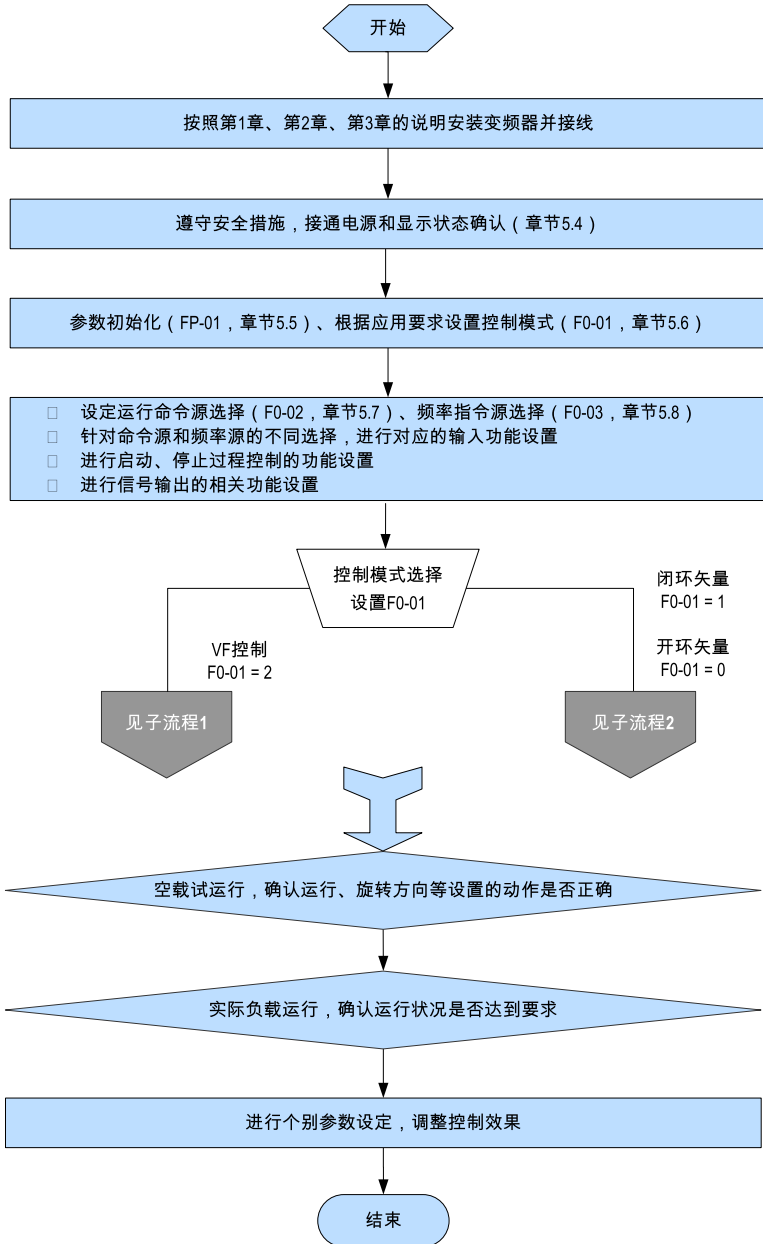 开始
按照第1章、第2章、第3章的说明安装变频器并接线
遵守安全措施，接通电源和显示状态确认（章节5.4）
参数初始化（FP-01，章节5.5）、根据应用要求设置控制模式（F0-01，章节5.6）
设定运行命令源选择（F0-02，章节5.7）、频率指令源选择（F0-03，章节5.8）
针对命令源和频率源的不同选择，进行对应的输入功能设置
进行启动、停止过程控制的功能设置
进行信号输出的相关功能设置
控制模式选择
设置F0-01
闭环矢量
F0-01 = 1
VF控制
F0-01 = 2
开环矢量
F0-01 = 0
见子流程1
见子流程2
空载试运行，确认运行、旋转方向等设置的动作是否正确
实际负载运行，确认运行状况是否达到要求
进行个别参数设定，调整控制效果
结束